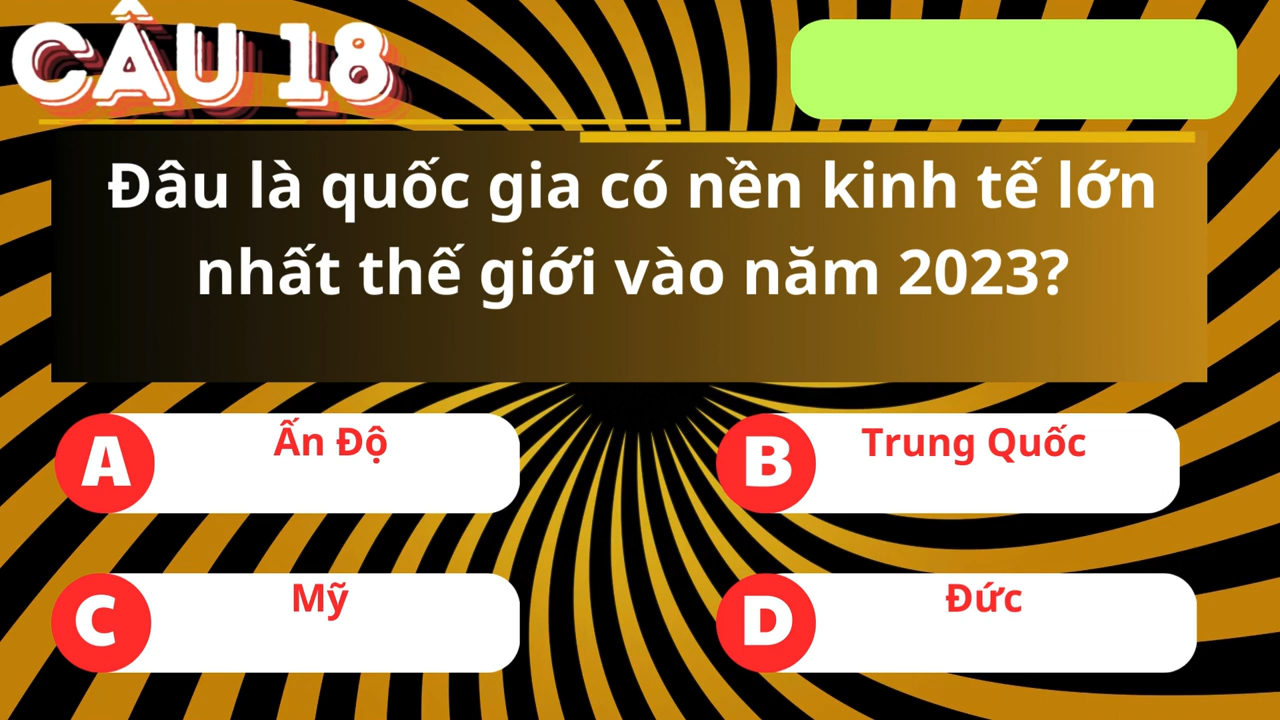 CÂU 18
Đâu là quốc gia có nền kinh tế lớn
nhất thế giới vào năm 2023?
A Ấn Độ
B Trung Quốc
C Mỹ
D Đức